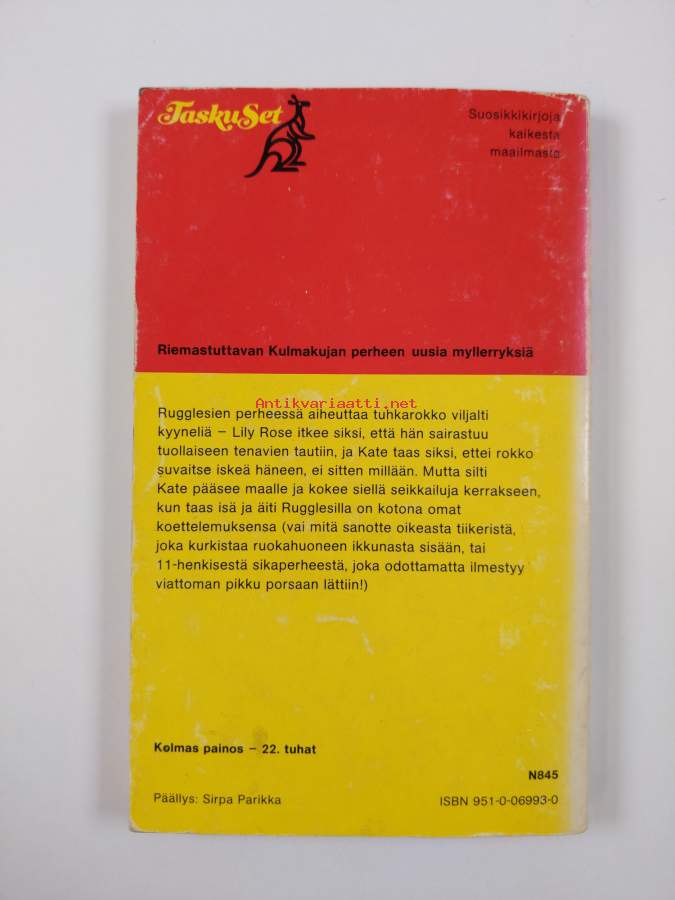 TaskuSet
Suosikkikirjoja
kaikesta
maailmasta
Riemastuttavan Kulmakujan perheen uusia myllerryksiä
Antikvariaatti.net
Rugglesien perheessä aiheuttaa tuhkarokko viljalti
kyyneliä – Lily Rose itkee siksi, että hän sairastuu
tuollaiseen tenavien tautiin, ja Kate taas siksi, ettei rokko
suvaitse iskeä häneen, ei sitten millään. Mutta silti
Kate pääsee maalle ja kokee siellä seikkailuja kerrakseen,
kun taas isä ja äiti Rugglesilla on kotona omat
koettelemuksensa (vai mitä sanotte oikeasta tiikeristä,
joka kurkistaa ruokahuoneen ikkunasta sisään, tai
11-henkisestä sikaperheestä, joka odottamatta ilmestyy
viattoman pikku porsaan lättiin!)
Kolmas painos – 22. tuhat
N845
Päällys: Sirpa Parikka
ISBN 951-0-06993-0